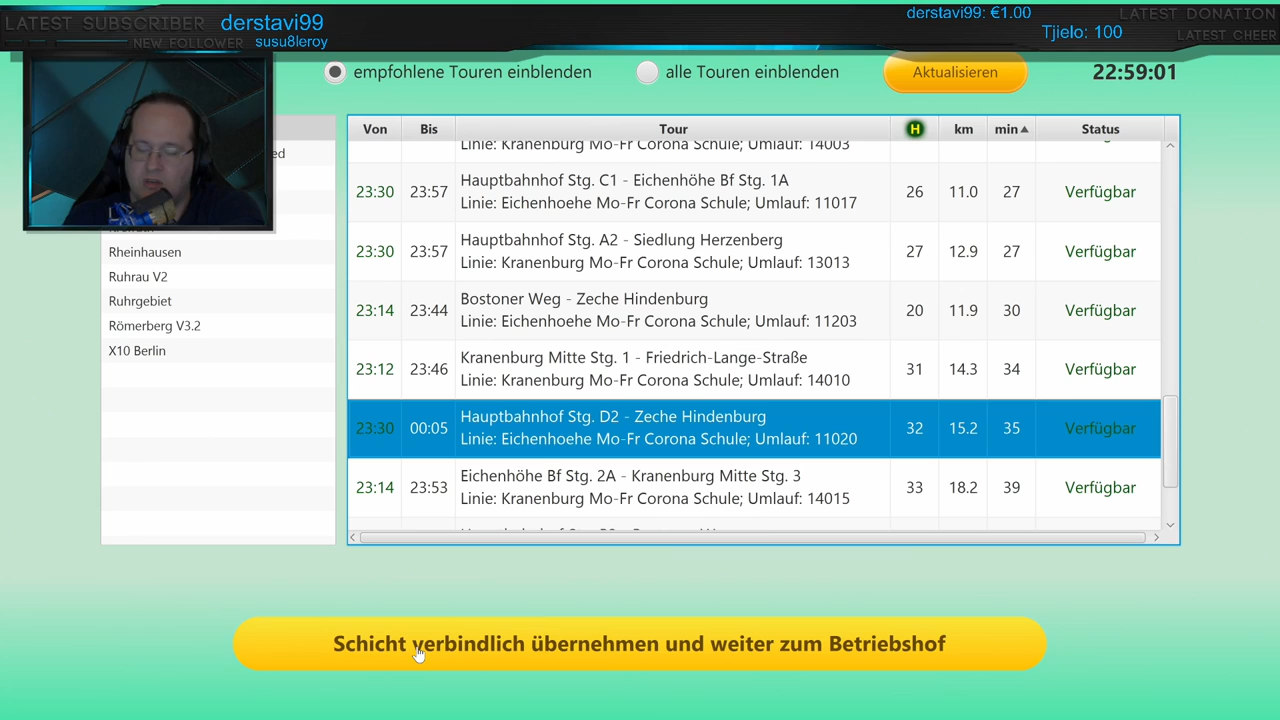 LATEST SUBSCRIBER derstavi99
NEW FOLLOWER susu8leroy
derstavi99: €1.00 LATEST DONATION
Tjielo: 100 LATEST CHEER
empfohlene Touren einblenden
alle Touren einblenden
Aktualisieren
22:59:01
ed
Rheinhausen
Ruhrau V2
Ruhrgebiet
Römerberg V3.2
X10 Berlin
Von Bis Tour H km min Status
Linie: Kranenburg Mo-Fr Corona Schule; Umlauf: 14003
Hauptbahnhof Stg. C1 - Eichenhöhe Bf Stg. 1A
23:30 23:57 26 11.0 27 Verfügbar
Linie: Eichenhoehe Mo-Fr Corona Schule; Umlauf: 11017
Hauptbahnhof Stg. A2 - Siedlung Herzenberg
23:30 23:57 27 12.9 27 Verfügbar
Linie: Kranenburg Mo-Fr Corona Schule; Umlauf: 13013
Bostoner Weg - Zeche Hindenburg
23:14 23:44 20 11.9 30 Verfügbar
Linie: Eichenhoehe Mo-Fr Corona Schule; Umlauf: 11203
Kranenburg Mitte Stg. 1 - Friedrich-Lange-Straße
23:12 23:46 31 14.3 34 Verfügbar
Linie: Kranenburg Mo-Fr Corona Schule; Umlauf: 14010
Hauptbahnhof Stg. D2 - Zeche Hindenburg
23:30 00:05 32 15.2 35 Verfügbar
Linie: Eichenhoehe Mo-Fr Corona Schule; Umlauf: 11020
Eichenhöhe Bf Stg. 2A - Kranenburg Mitte Stg. 3
23:14 23:53 33 18.2 39 Verfügbar
Linie: Kranenburg Mo-Fr Corona Schule; Umlauf: 14015
Schicht verbindlich übernehmen und weiter zum Betriebshof